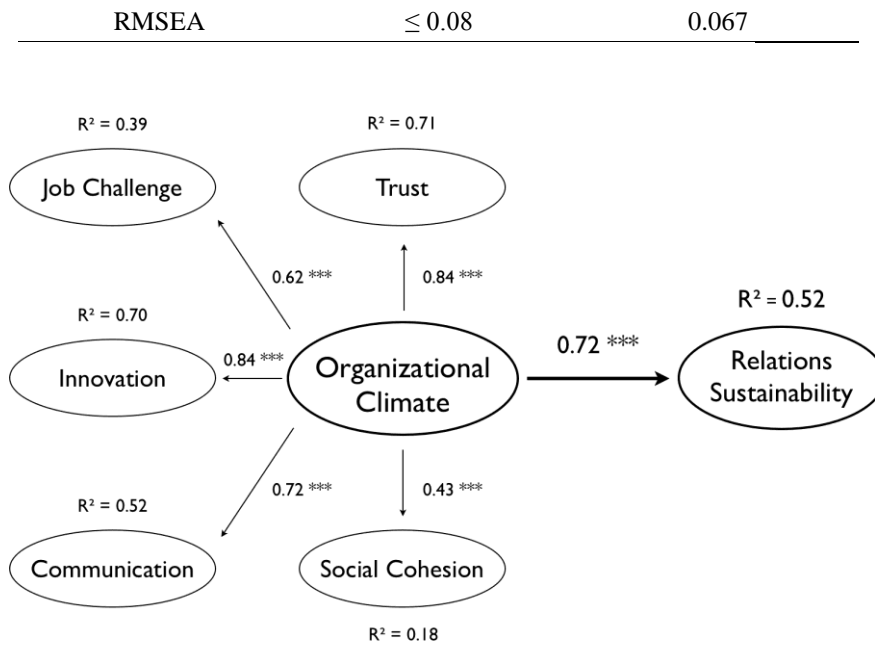 RMSEA ≤ 0.08 0.067
R² = 0.39 R² = 0.71
Job Challenge Trust
0.62 *** 0.84 ***
R² = 0.70 R² = 0.52
0.84 *** 0.72 ***
Innovation Organizational Relations
Climate Sustainability
0.72 *** 0.43 ***
R² = 0.52
Communication Social Cohesion
R² = 0.18